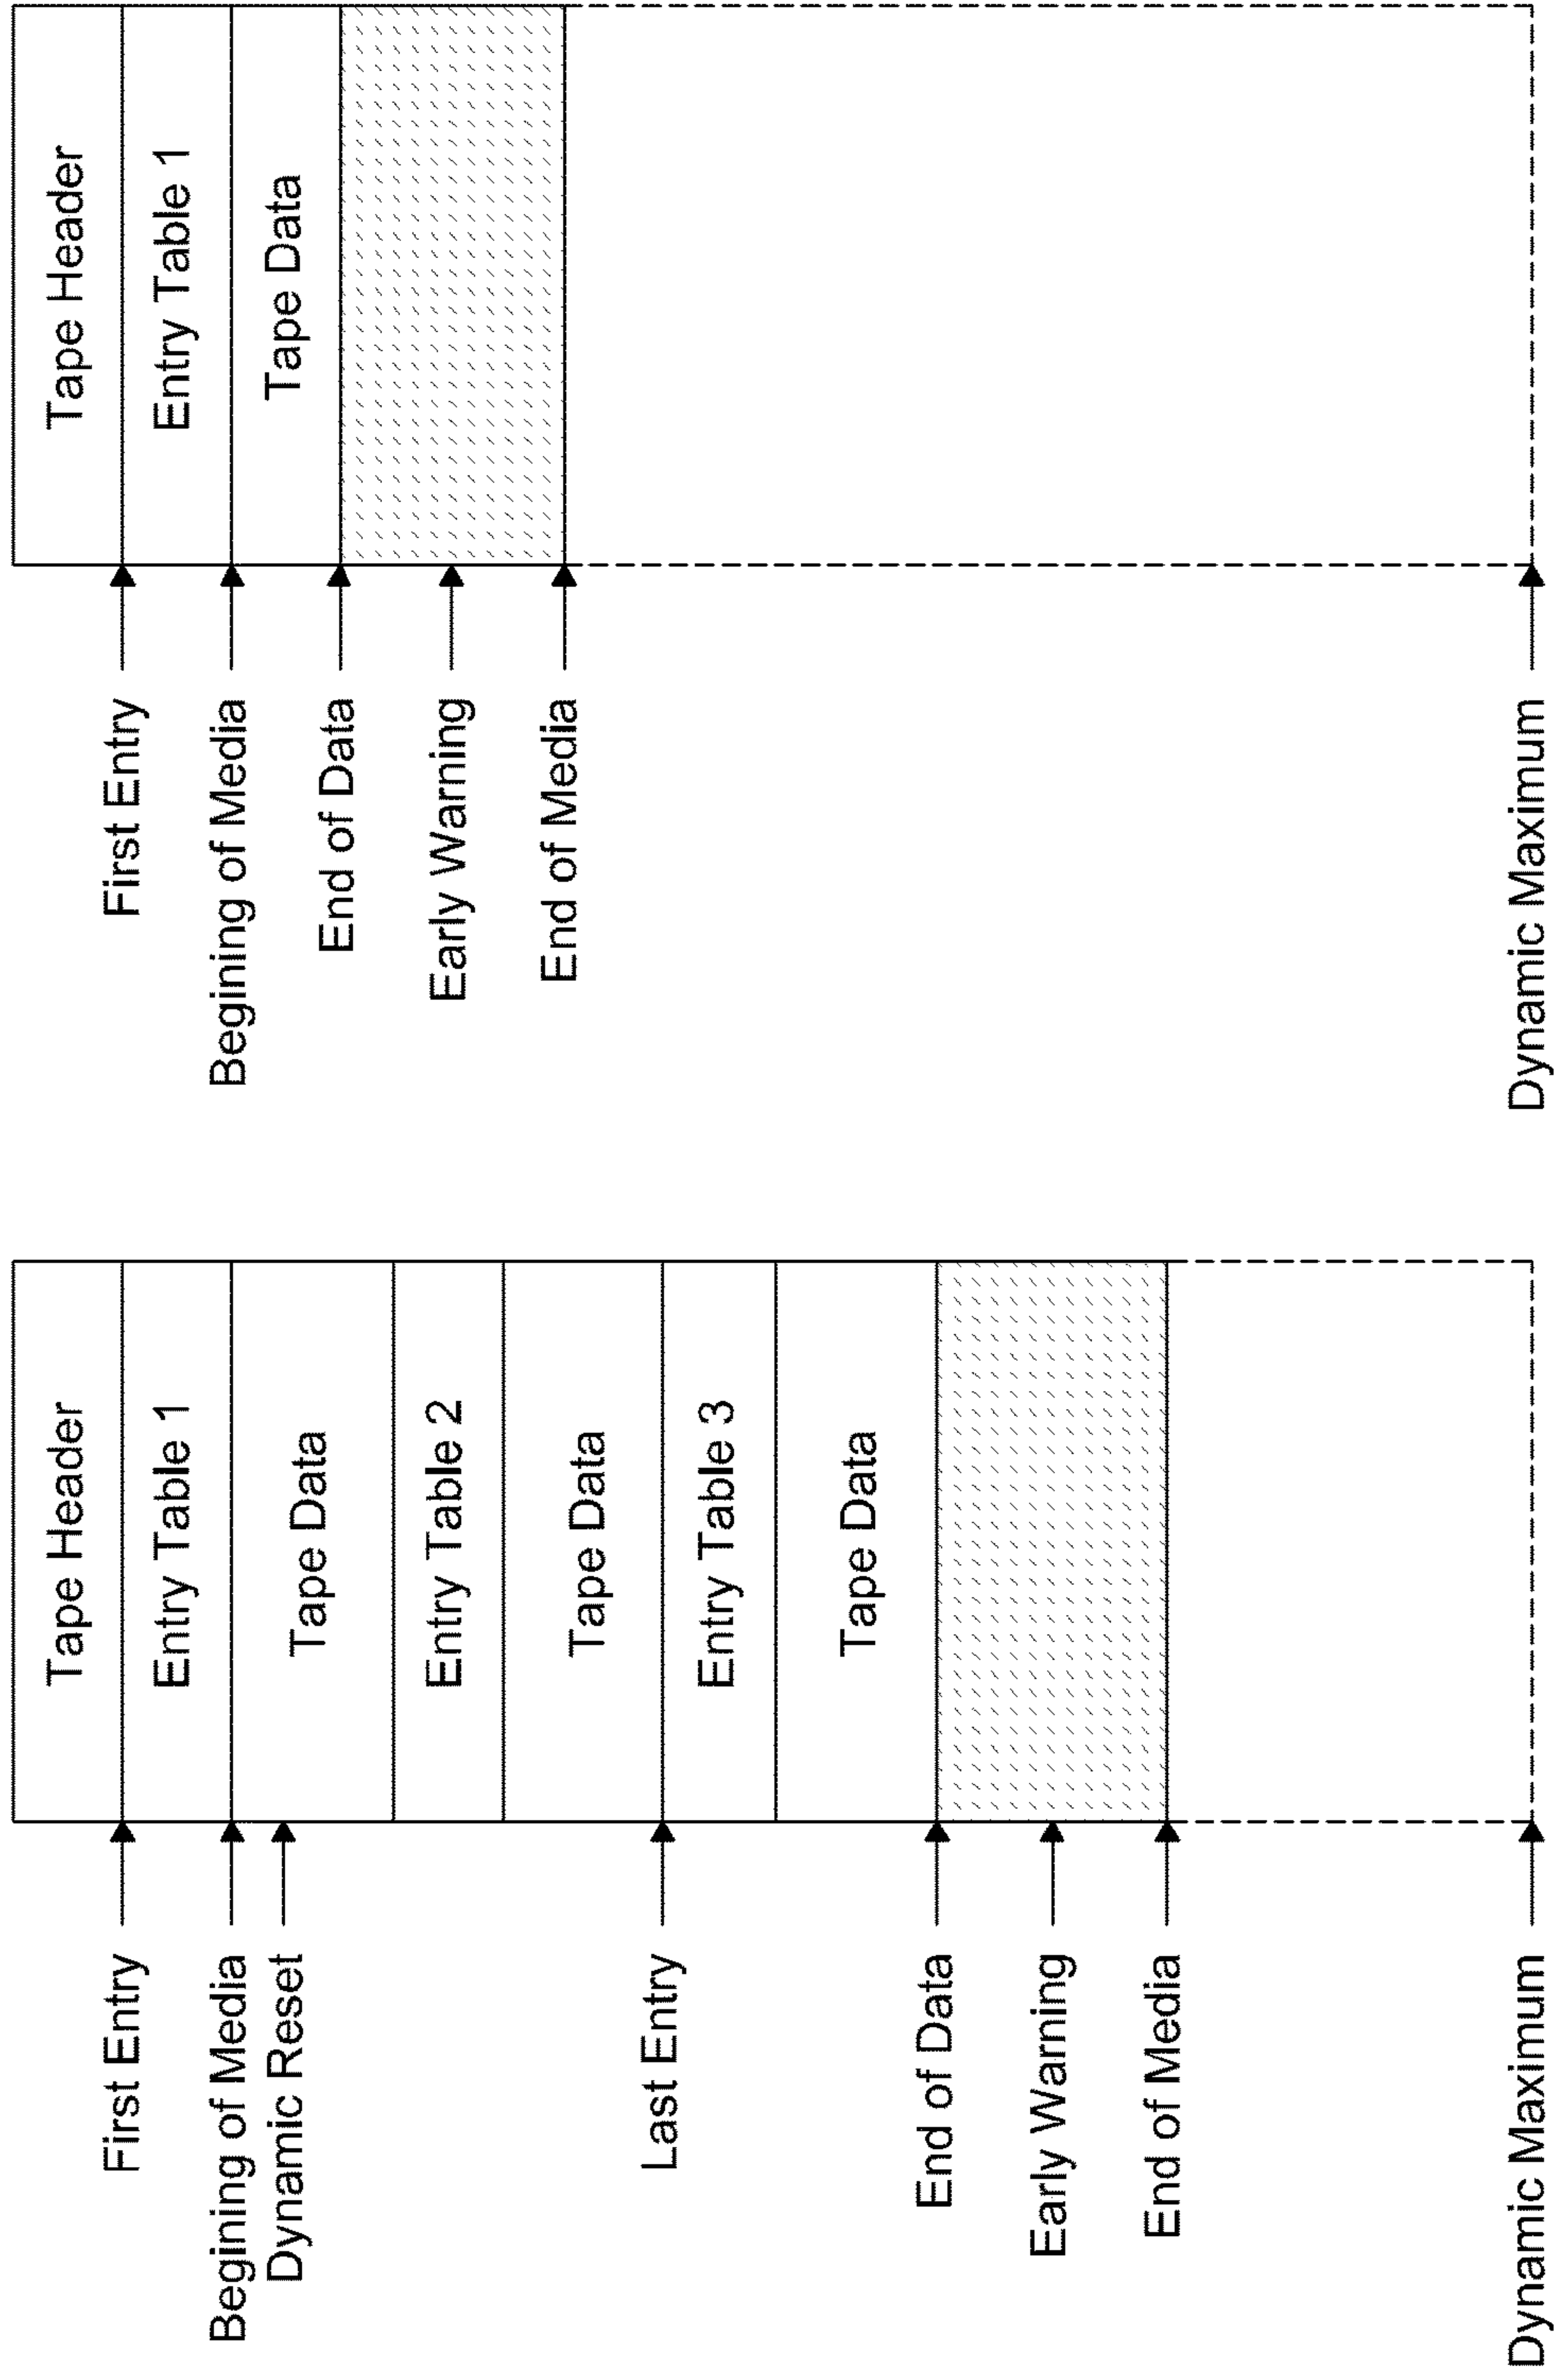 First Entry
Begining of Media
Dynamic Reset
Last Entry
End of Data
Early Warning
End of Media
Dynamic Maximum
Tape Header
Entry Table 1
Tape Data
Entry Table 2
Tape Data
Entry Table 3
Tape Data
First Entry
Begining of Media
End of Data
Early Warning
End of Media
Dynamic Maximum
Tape Header
Entry Table 1
Tape Data